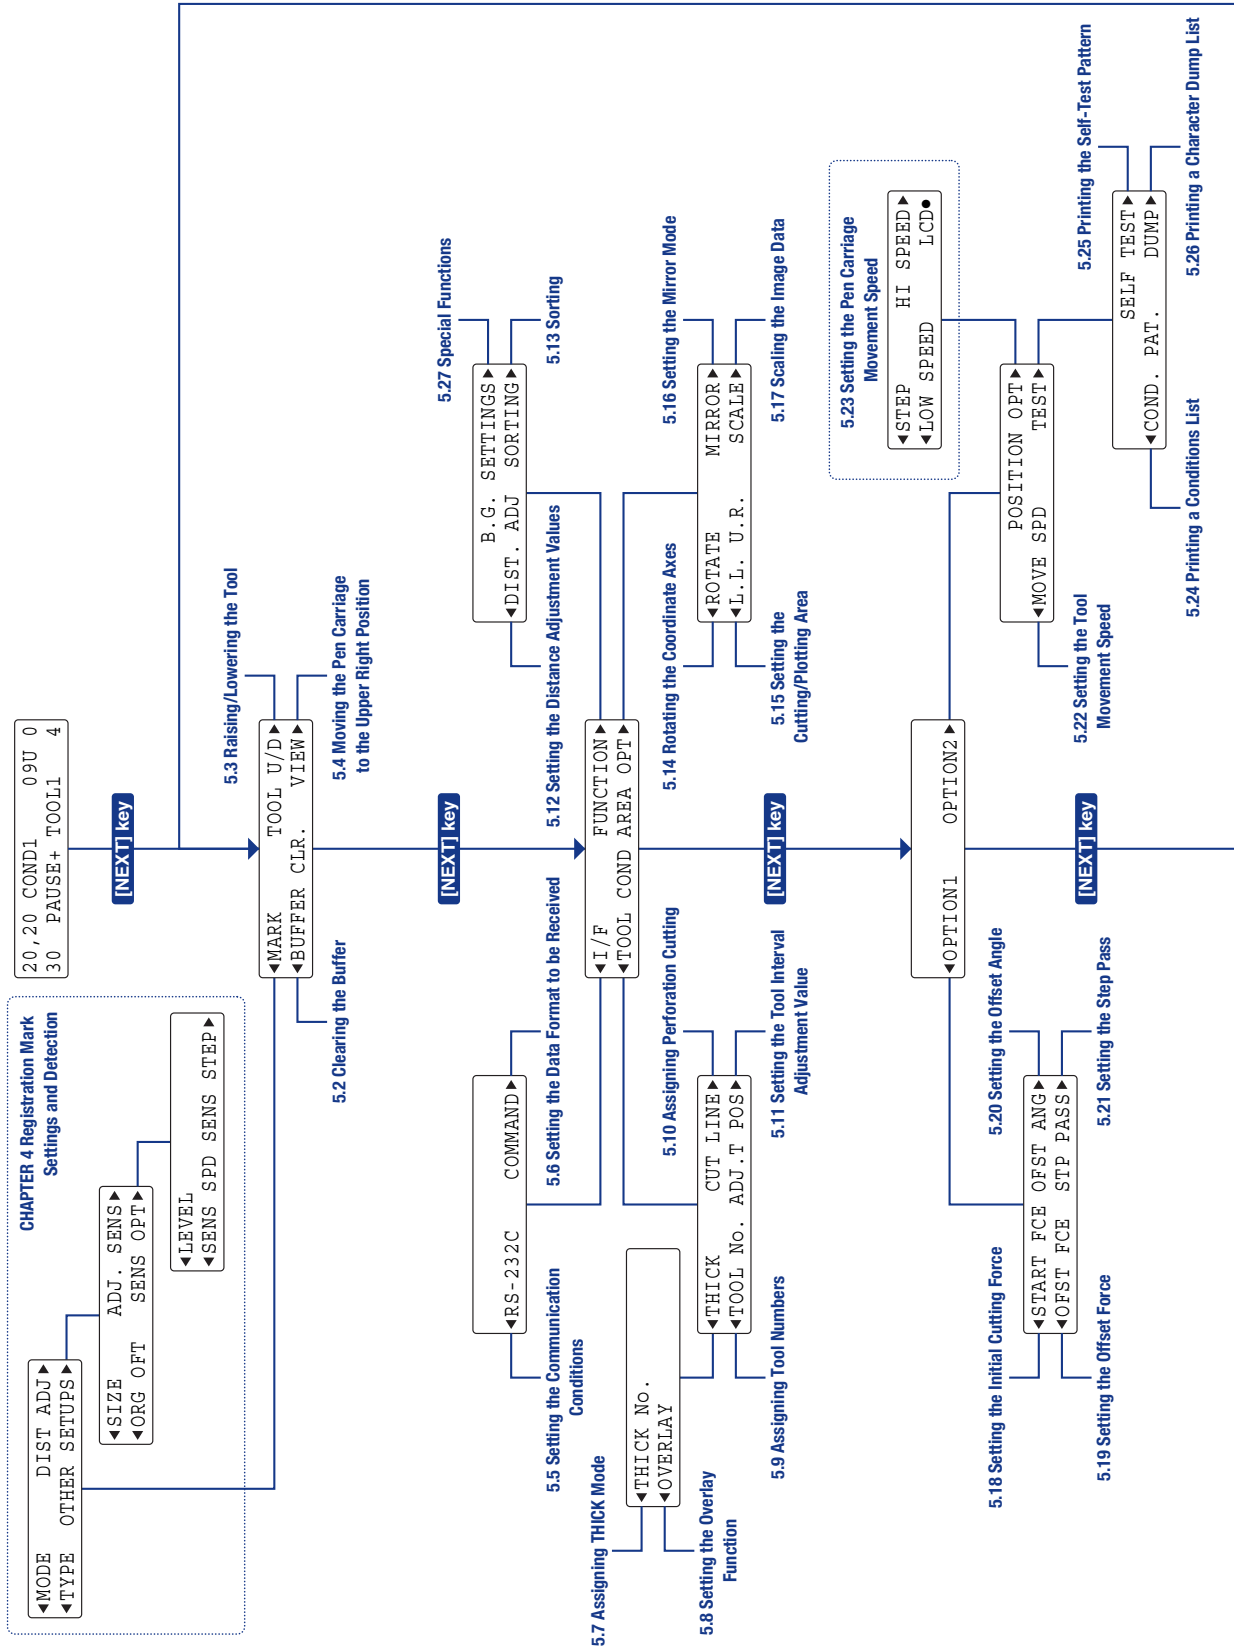 CHAPTER 4 Registration Mark
Settings and Detection
◀MODE DIST ADJ▶
◀TYPE OTHER SETUPS▶
◀SIZE ADJ. SENS▶
◀ORG OFT SENS OPT▶
◀LEVEL
◀SENS SPD SENS STEP▶
20,20 COND1 09U 0
30 PAUSE+ TOOL1 4
[NEXT] key
◀MARK TOOL U/D▶
◀BUFFER CLR. VIEW▶
5.2 Clearing the Buffer
5.3 Raising/Lowering the Tool
5.4 Moving the Pen Carriage
to the Upper Right Position
[NEXT] key
◀RS-232C COMMAND▶
5.5 Setting the Communication
Conditions
5.6 Setting the Data Format to be Received
5.7 Assigning THICK Mode
◀THICK No.
◀OVERLAY
5.8 Setting the Overlay
Function
◀THICK CUT LINE▶
◀TOOL No. ADJ.T POS▶
5.9 Assigning Tool Numbers
5.10 Assigning Perforation Cutting
5.11 Setting the Tool Interval
Adjustment Value
◀I/F FUNCTION▶
◀TOOL COND AREA OPT▶
5.27 Special Functions
B.G. SETTINGS▶
◀DIST. ADJ SORTING▶
5.12 Setting the Distance Adjustment Values
5.13 Sorting
5.14 Rotating the Coordinate Axes
◀ROTATE MIRROR▶
◀L.L. U.R. SCALE▶
5.15 Setting the
Cutting/Plotting Area
5.16 Setting the Mirror Mode
5.17 Scaling the Image Data
[NEXT] key
◀OPTION1 OPTION2▶
5.18 Setting the Initial Cutting Force
◀START FCE OFST ANG▶
◀OFST FCE STP PASS▶
5.19 Setting the Offset Force
5.20 Setting the Offset Angle
5.21 Setting the Step Pass
5.23 Setting the Pen Carriage
Movement Speed
◀STEP HI SPEED▶
◀LOW SPEED LCD●
POSITION OPT▶
◀MOVE SPD TEST▶
5.22 Setting the Tool
Movement Speed
5.25 Printing the Self-Test Pattern
SELF TEST▶
◀COND. PAT. DUMP▶
5.24 Printing a Conditions List
5.26 Printing a Character Dump List
[NEXT] key